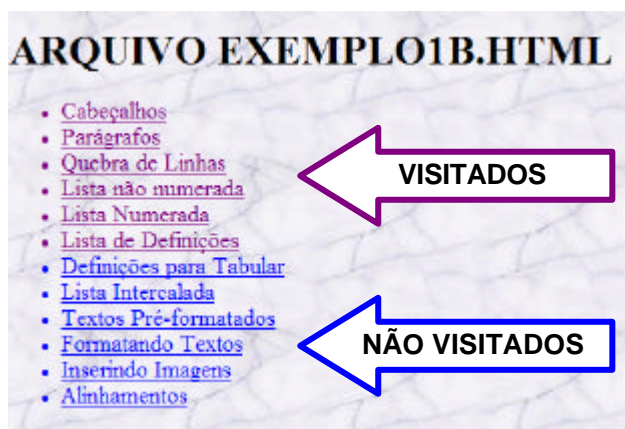 ARQUIVO EXEMPLO1B.HTML
Cabeçalhos
Parágrafos
Quebra de Linhas
Lista não numerada
Lista Numerada
Lista de Definições
Definições para Tabular
Lista Intercalada
Textos Pré-formatados
Formatando Textos
Inserindo Imagens
Alinhamentos
VISITADOS
NÃO VISITADOS